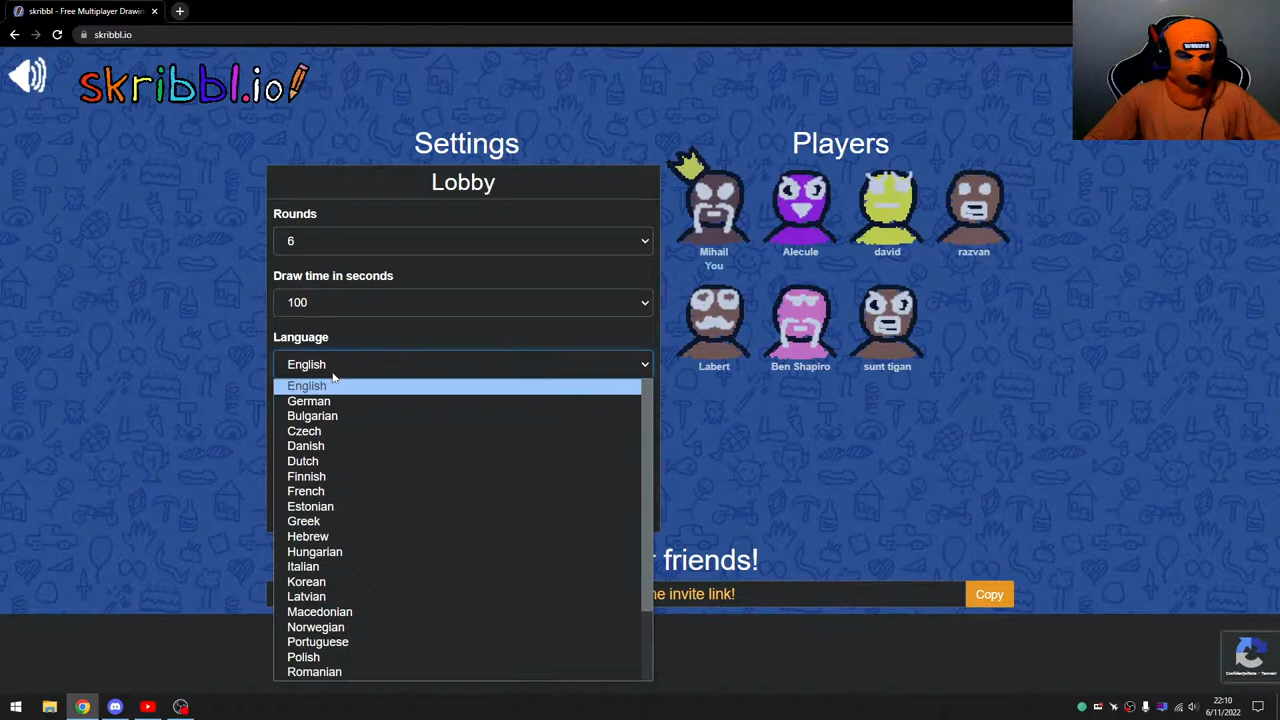 skribbl - Free Multiplayer Drawin
skribbl.io
skribbl.io
Settings
Players
Lobby
Rounds
6
Draw time in seconds
100
Language
English
English
German
Bulgarian
Czech
Danish
Dutch
Finnish
French
Estonian
Greek
Hebrew
Hungarian
Italian
Korean
Latvian
Macedonian
Norwegian
Portuguese
Polish
Romanian
Mihail
You
Alecule
david
razvan
Labert
Ben Shapiro
sunt tigan
friends!
me invite link!
Copy
22:10
6/11/2022